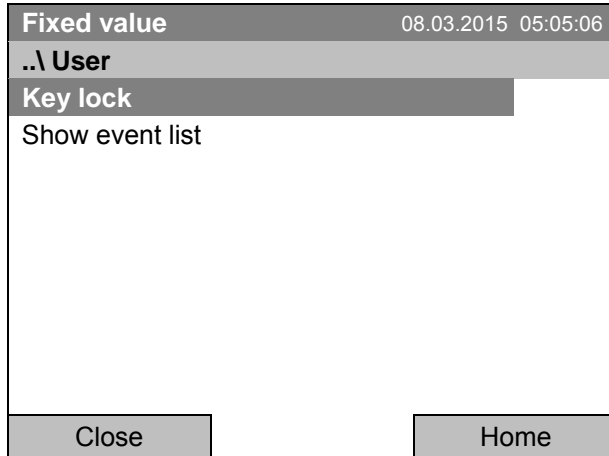 Fixed value 08.03.2015 05:05:06
..\ User
Key lock
Show event list
Close Home